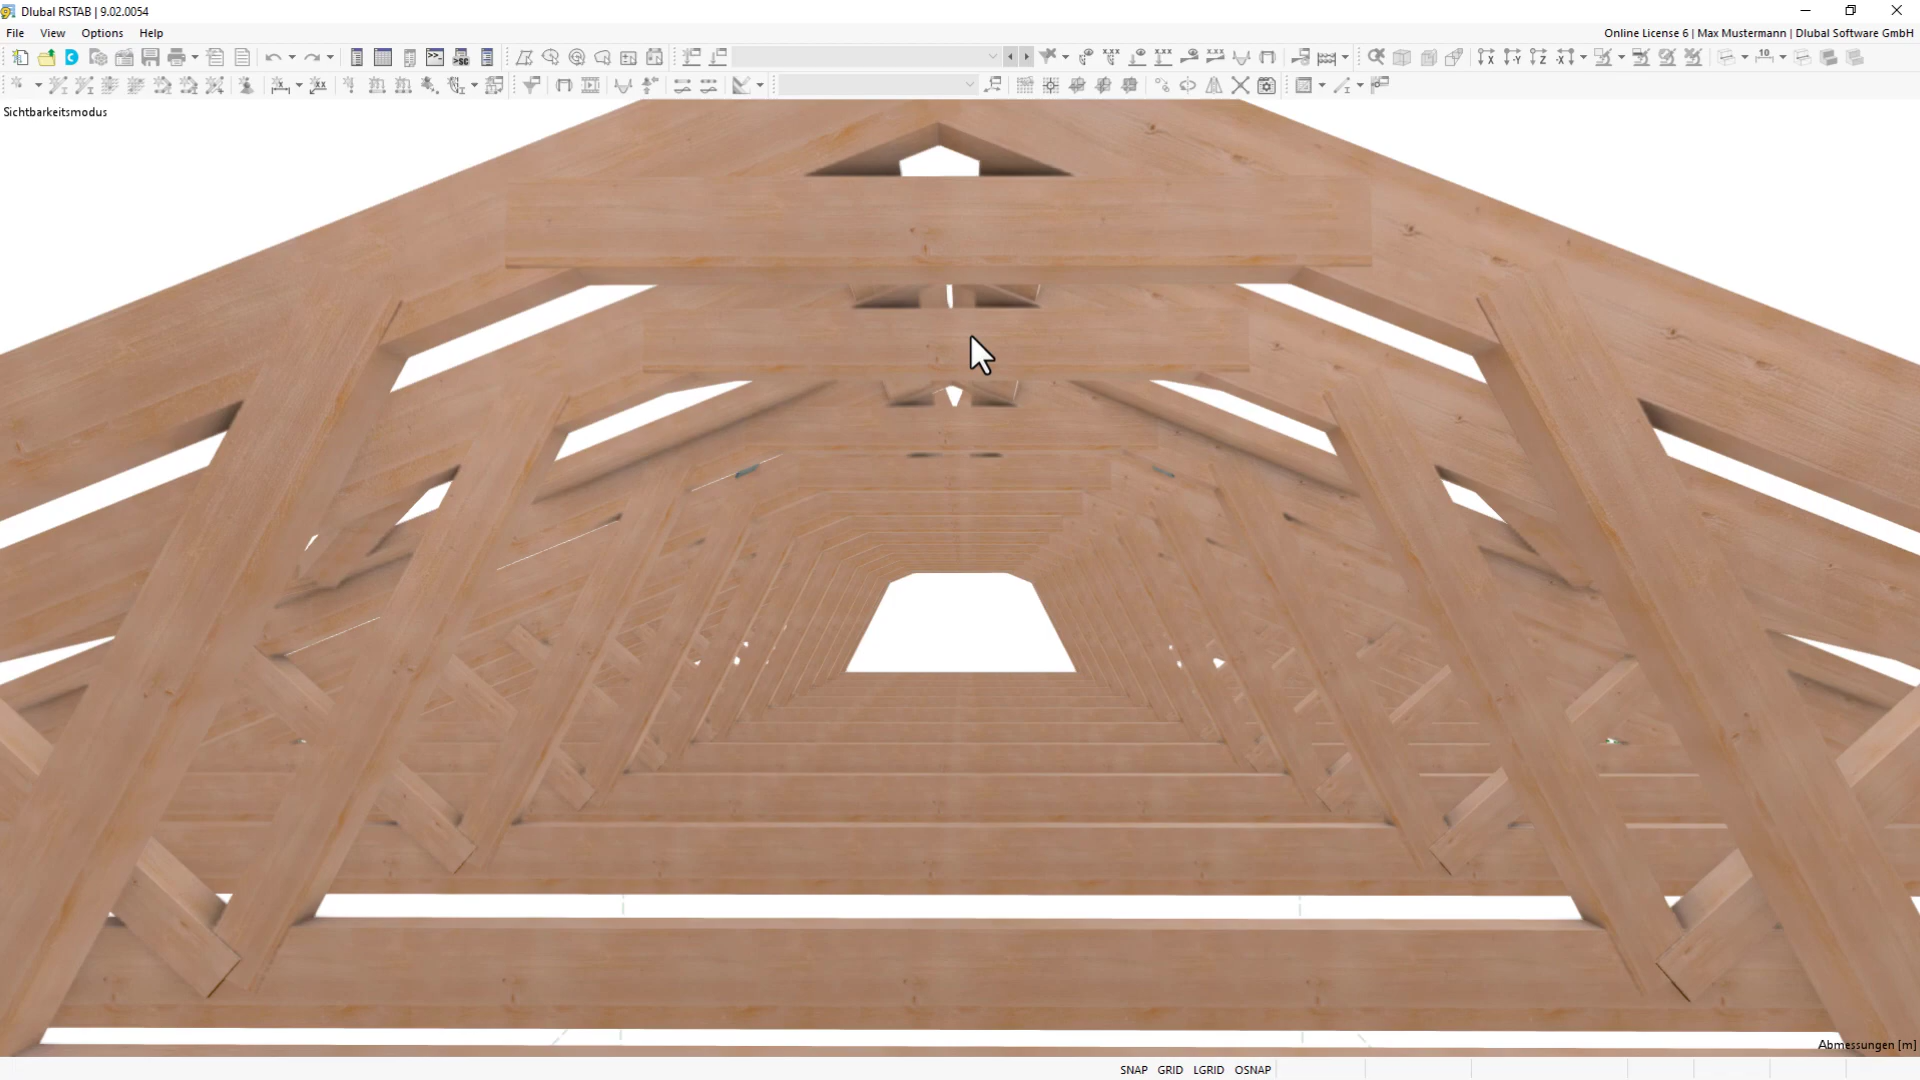 Dlubal RSTAB | 9.02.0054
File View Options Help
Online License 6 | Max Mustermann | Dlubal Software GmbH
Sichtbarkeitsmodus
Abmessungen [m]
SNAP GRID LGRID OSNAP